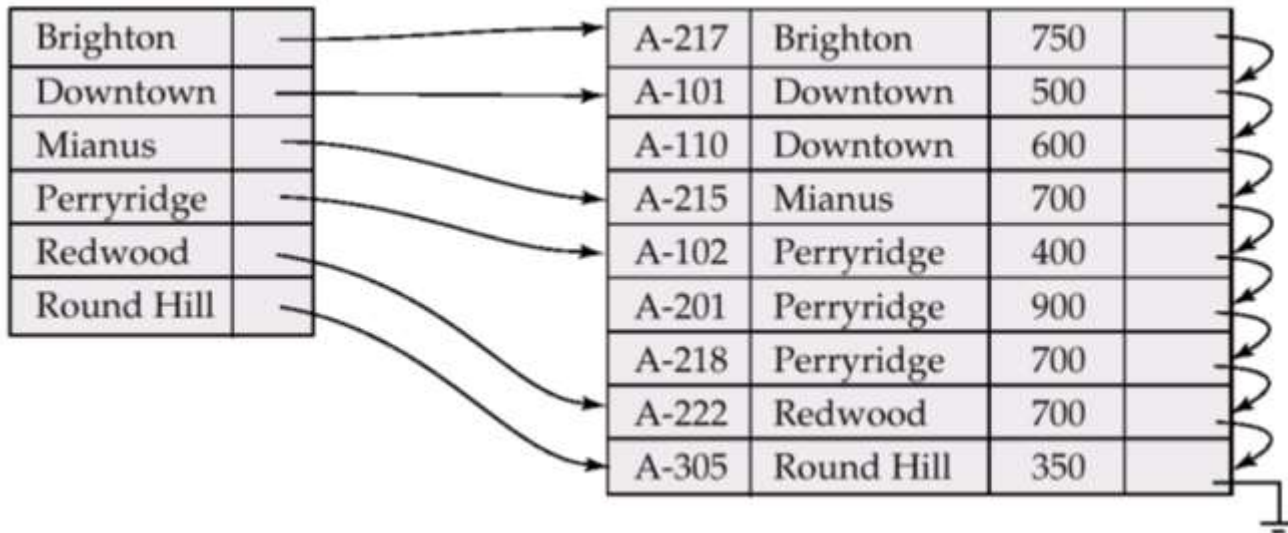 Brighton
Downtown
Mianus
Perryridge
Redwood
Round Hill
A-217 Brighton 750
A-101 Downtown 500
A-110 Downtown 600
A-215 Mianus 700
A-102 Perryridge 400
A-201 Perryridge 900
A-218 Perryridge 700
A-222 Redwood 700
A-305 Round Hill 350